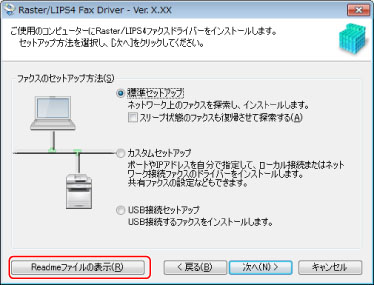 Raster/LIPS4 Fax Driver - Ver. X.XX
ご使用のコンピューターにRaster/LIPS4ファクスドライバーをインストールします。
セットアップ方法を選択し、[次へ]をクリックしてください。
ファクスのセットアップ方法(S)
標準セットアップ
ネットワーク上のファクスを探索し、インストールします。
スリープ状態のファクスも復帰させて探索する(A)
カスタムセットアップ
ポートやIPアドレスを自分で指定して、ローカル接続またはネット
ワーク接続ファクスのドライバーをインストールします。
共有ファクスの設定などもできます。
USB接続セットアップ
USB接続するファクスをインストールします。
Readmeファイルの表示(R)
< 戻る(B)
次へ(N) >
キャンセル